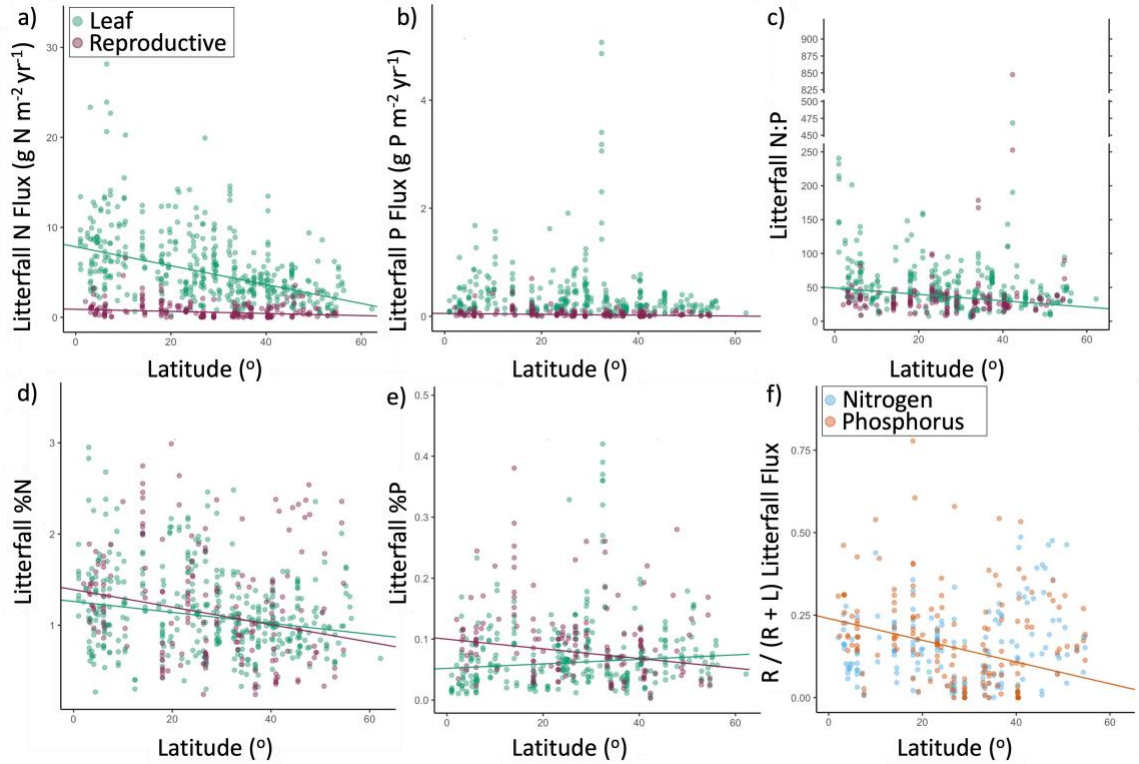 a)
Leaf
Reproductive
Litterfall N Flux (g N m-2 yr-1)
30
20
10
0
0
20
40
60
Latitude (o)
b)
Litterfall P Flux (g P m-2 yr-1)
4
2
0
0
20
40
60
Latitude (o)
c)
Litterfall N:P
900
875
850
825
500
475
450
250
200
150
100
50
0
0
20
40
60
Latitude (o)
d)
Litterfall %N
3
2
1
0
20
40
60
Latitude (o)
e)
Litterfall %P
0.5
0.4
0.3
0.2
0.1
0.0
0
20
40
60
Latitude (o)
f)
Nitrogen
Phosphorus
R / (R + L) Litterfall Flux
0.75
0.50
0.25
0.00
0
20
40
60
Latitude (o)